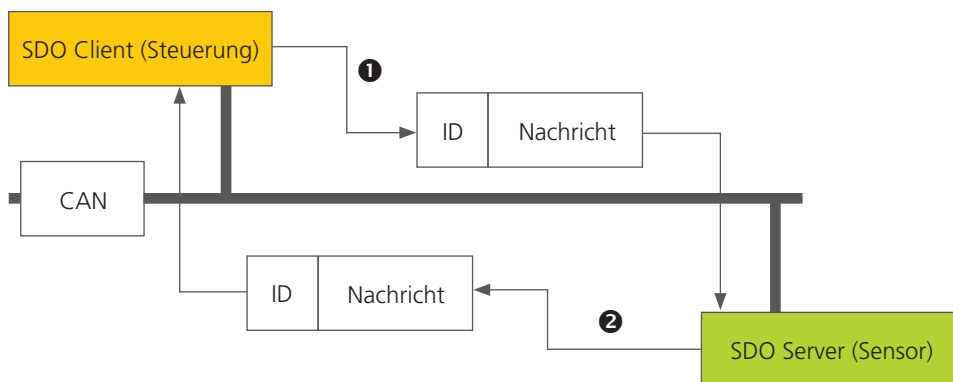 SDO Client (Steuerung)
❶
ID Nachricht
CAN
ID Nachricht
❷
SDO Server (Sensor)